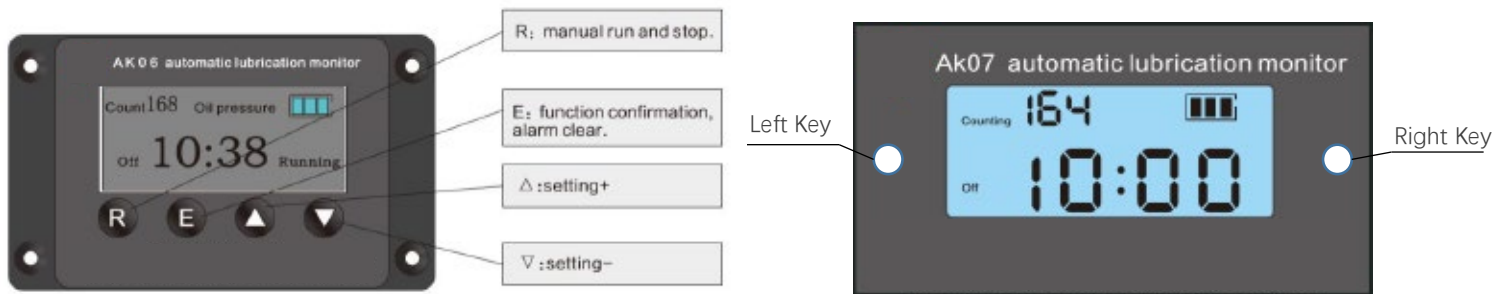 AK06 automatic lubrication monitor
Count168 Oil pressure
Off 10:38 Running
R E
R: manual run and stop.
E: function confirmation,
alarm clear.
△:setting+
▽:setting-
Left Key
Ak07 automatic lubrication monitor
Counting 164
Off 10:00
Right Key